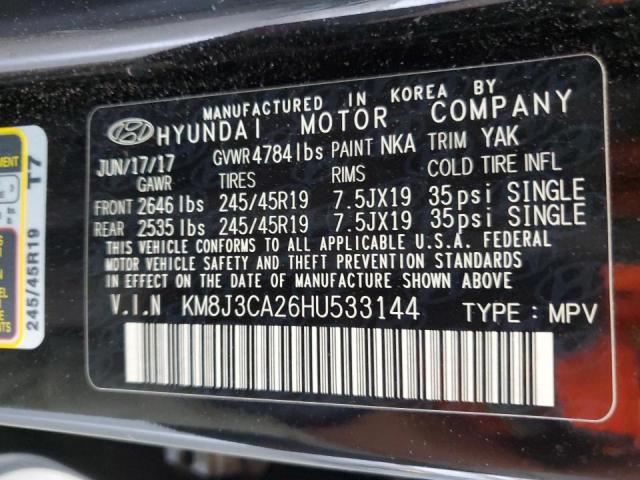 MANUFACTURED IN KOREA BY
HYUNDAI MOTOR COMPANY
JUN/17/17 GVWR 4784 lbs PAINT NKA TRIM YAK
GAWR TIRES RIMS COLD TIRE INFL
FRONT 2646 lbs 245/45R19 7.5JX19 35 psi SINGLE
REAR 2535 lbs 245/45R19 7.5JX19 35 psi SINGLE
THIS VEHICLE CONFORMS TO ALL APPLICABLE U.S.A. FEDERAL
MOTOR VEHICLE SAFETY AND THEFT PREVENTION STANDARDS
IN EFFECT ON THE DATE OF MANUFACTURE SHOWN ABOVE.
V.I.N KM8J3CA26HU533144 TYPE : MPV
245/45R19 T7